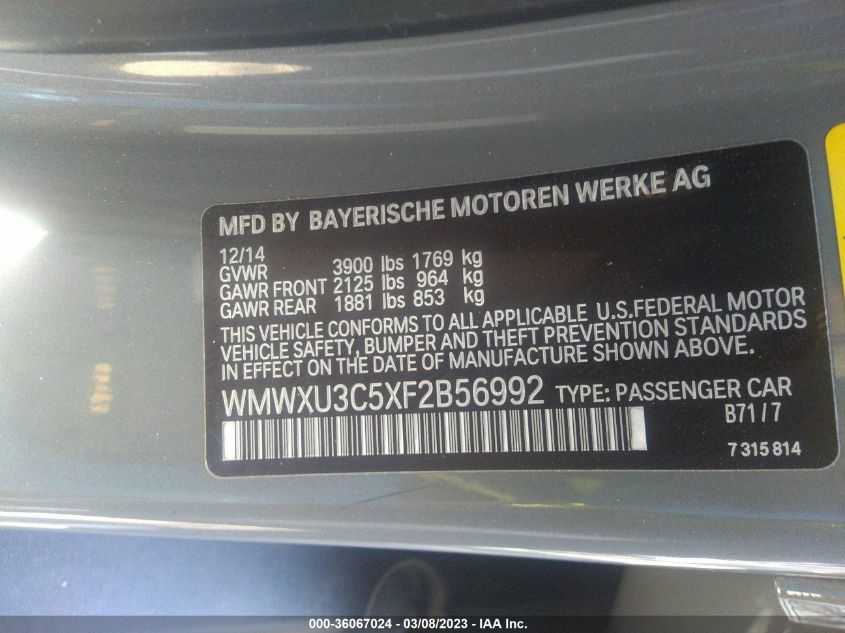 MFD BY BAYERISCHE MOTOREN WERKE AG
12/14
GVWR 3900 lbs 1769 kg
GAWR FRONT 2125 lbs 964 kg
GAWR REAR 1881 lbs 853 kg
THIS VEHICLE CONFORMS TO ALL APPLICABLE U.S.FEDERAL MOTOR
VEHICLE SAFETY, BUMPER AND THEFT PREVENTION STANDARDS
IN EFFECT ON THE DATE OF MANUFACTURE SHOWN ABOVE.
WMWXU3C5XF2B56992 TYPE: PASSENGER CAR
B71/7
7 315 814
000-36067024 - 03/08/2023 - IAA Inc.